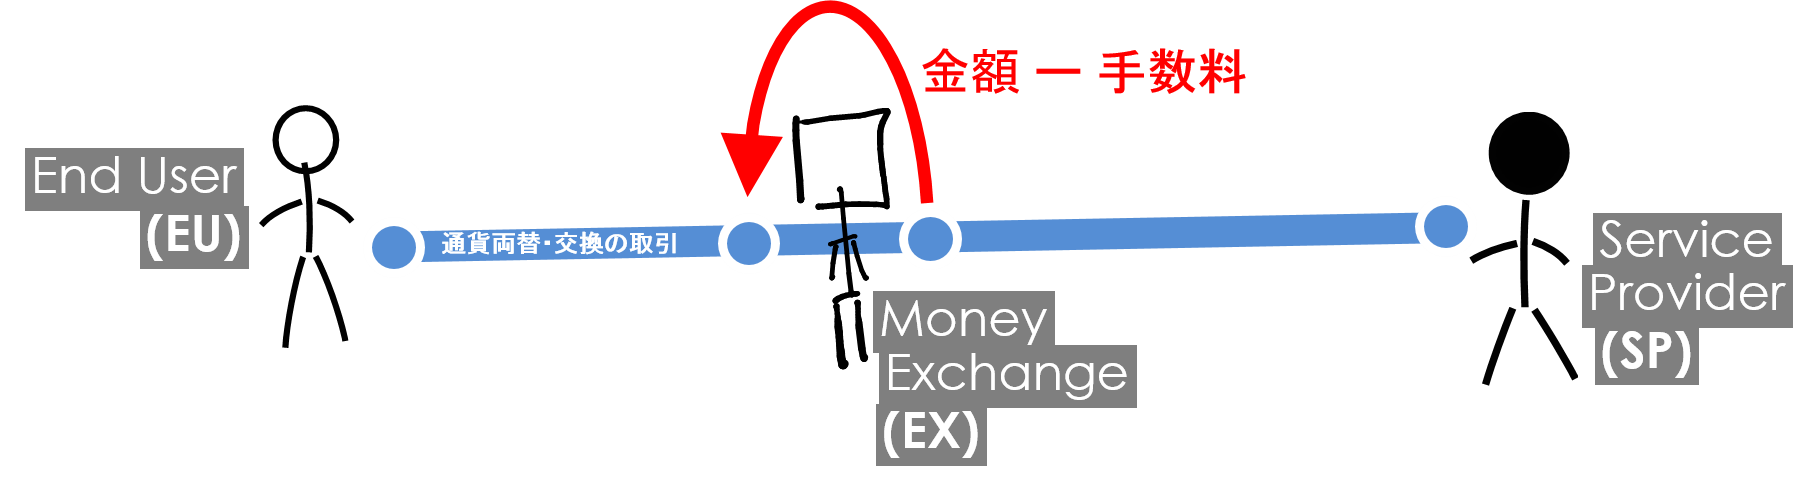 金額 ー 手数料
End User
(EU)
通貨両替・交換の取引
Service
Provider
(SP)
Money
Exchange
(EX)